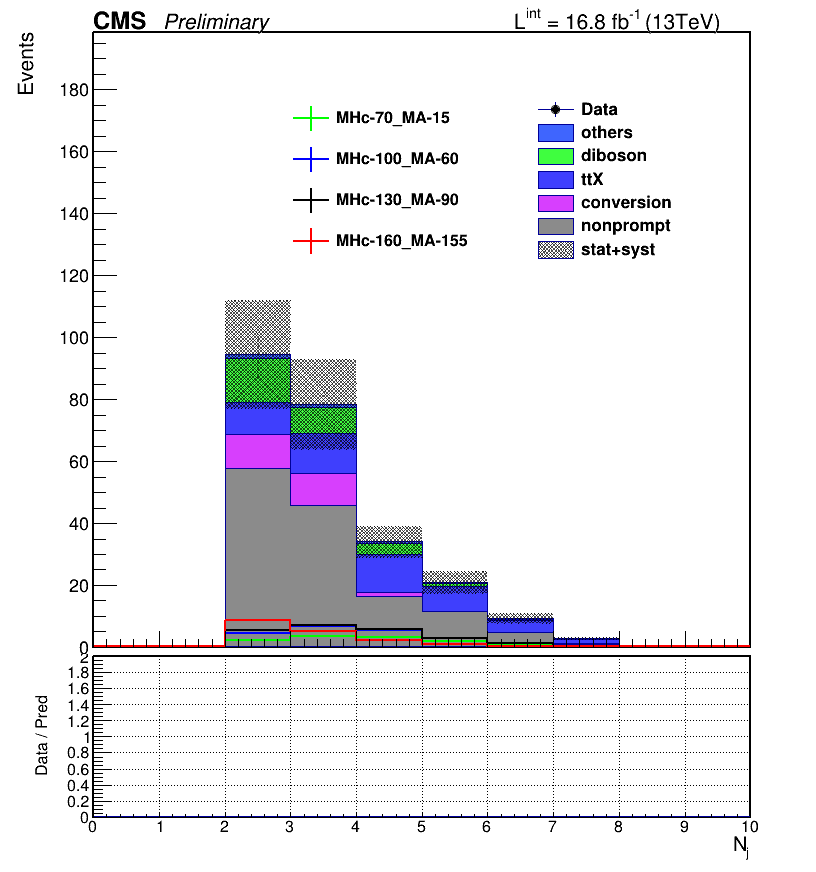 CMS Preliminary L^int = 16.8 fb^-1 (13TeV)
Events
180
160
140
120
100
80
60
40
20
0
MHc-70_MA-15
MHc-100_MA-60
MHc-130_MA-90
MHc-160_MA-155
Data
others
diboson
ttX
conversion
nonprompt
stat+syst
Data / Pred
2
1.8
1.6
1.4
1.2
1
0.8
0.6
0.4
0.2
0
0 1 2 3 4 5 6 7 8 9 10
N_j